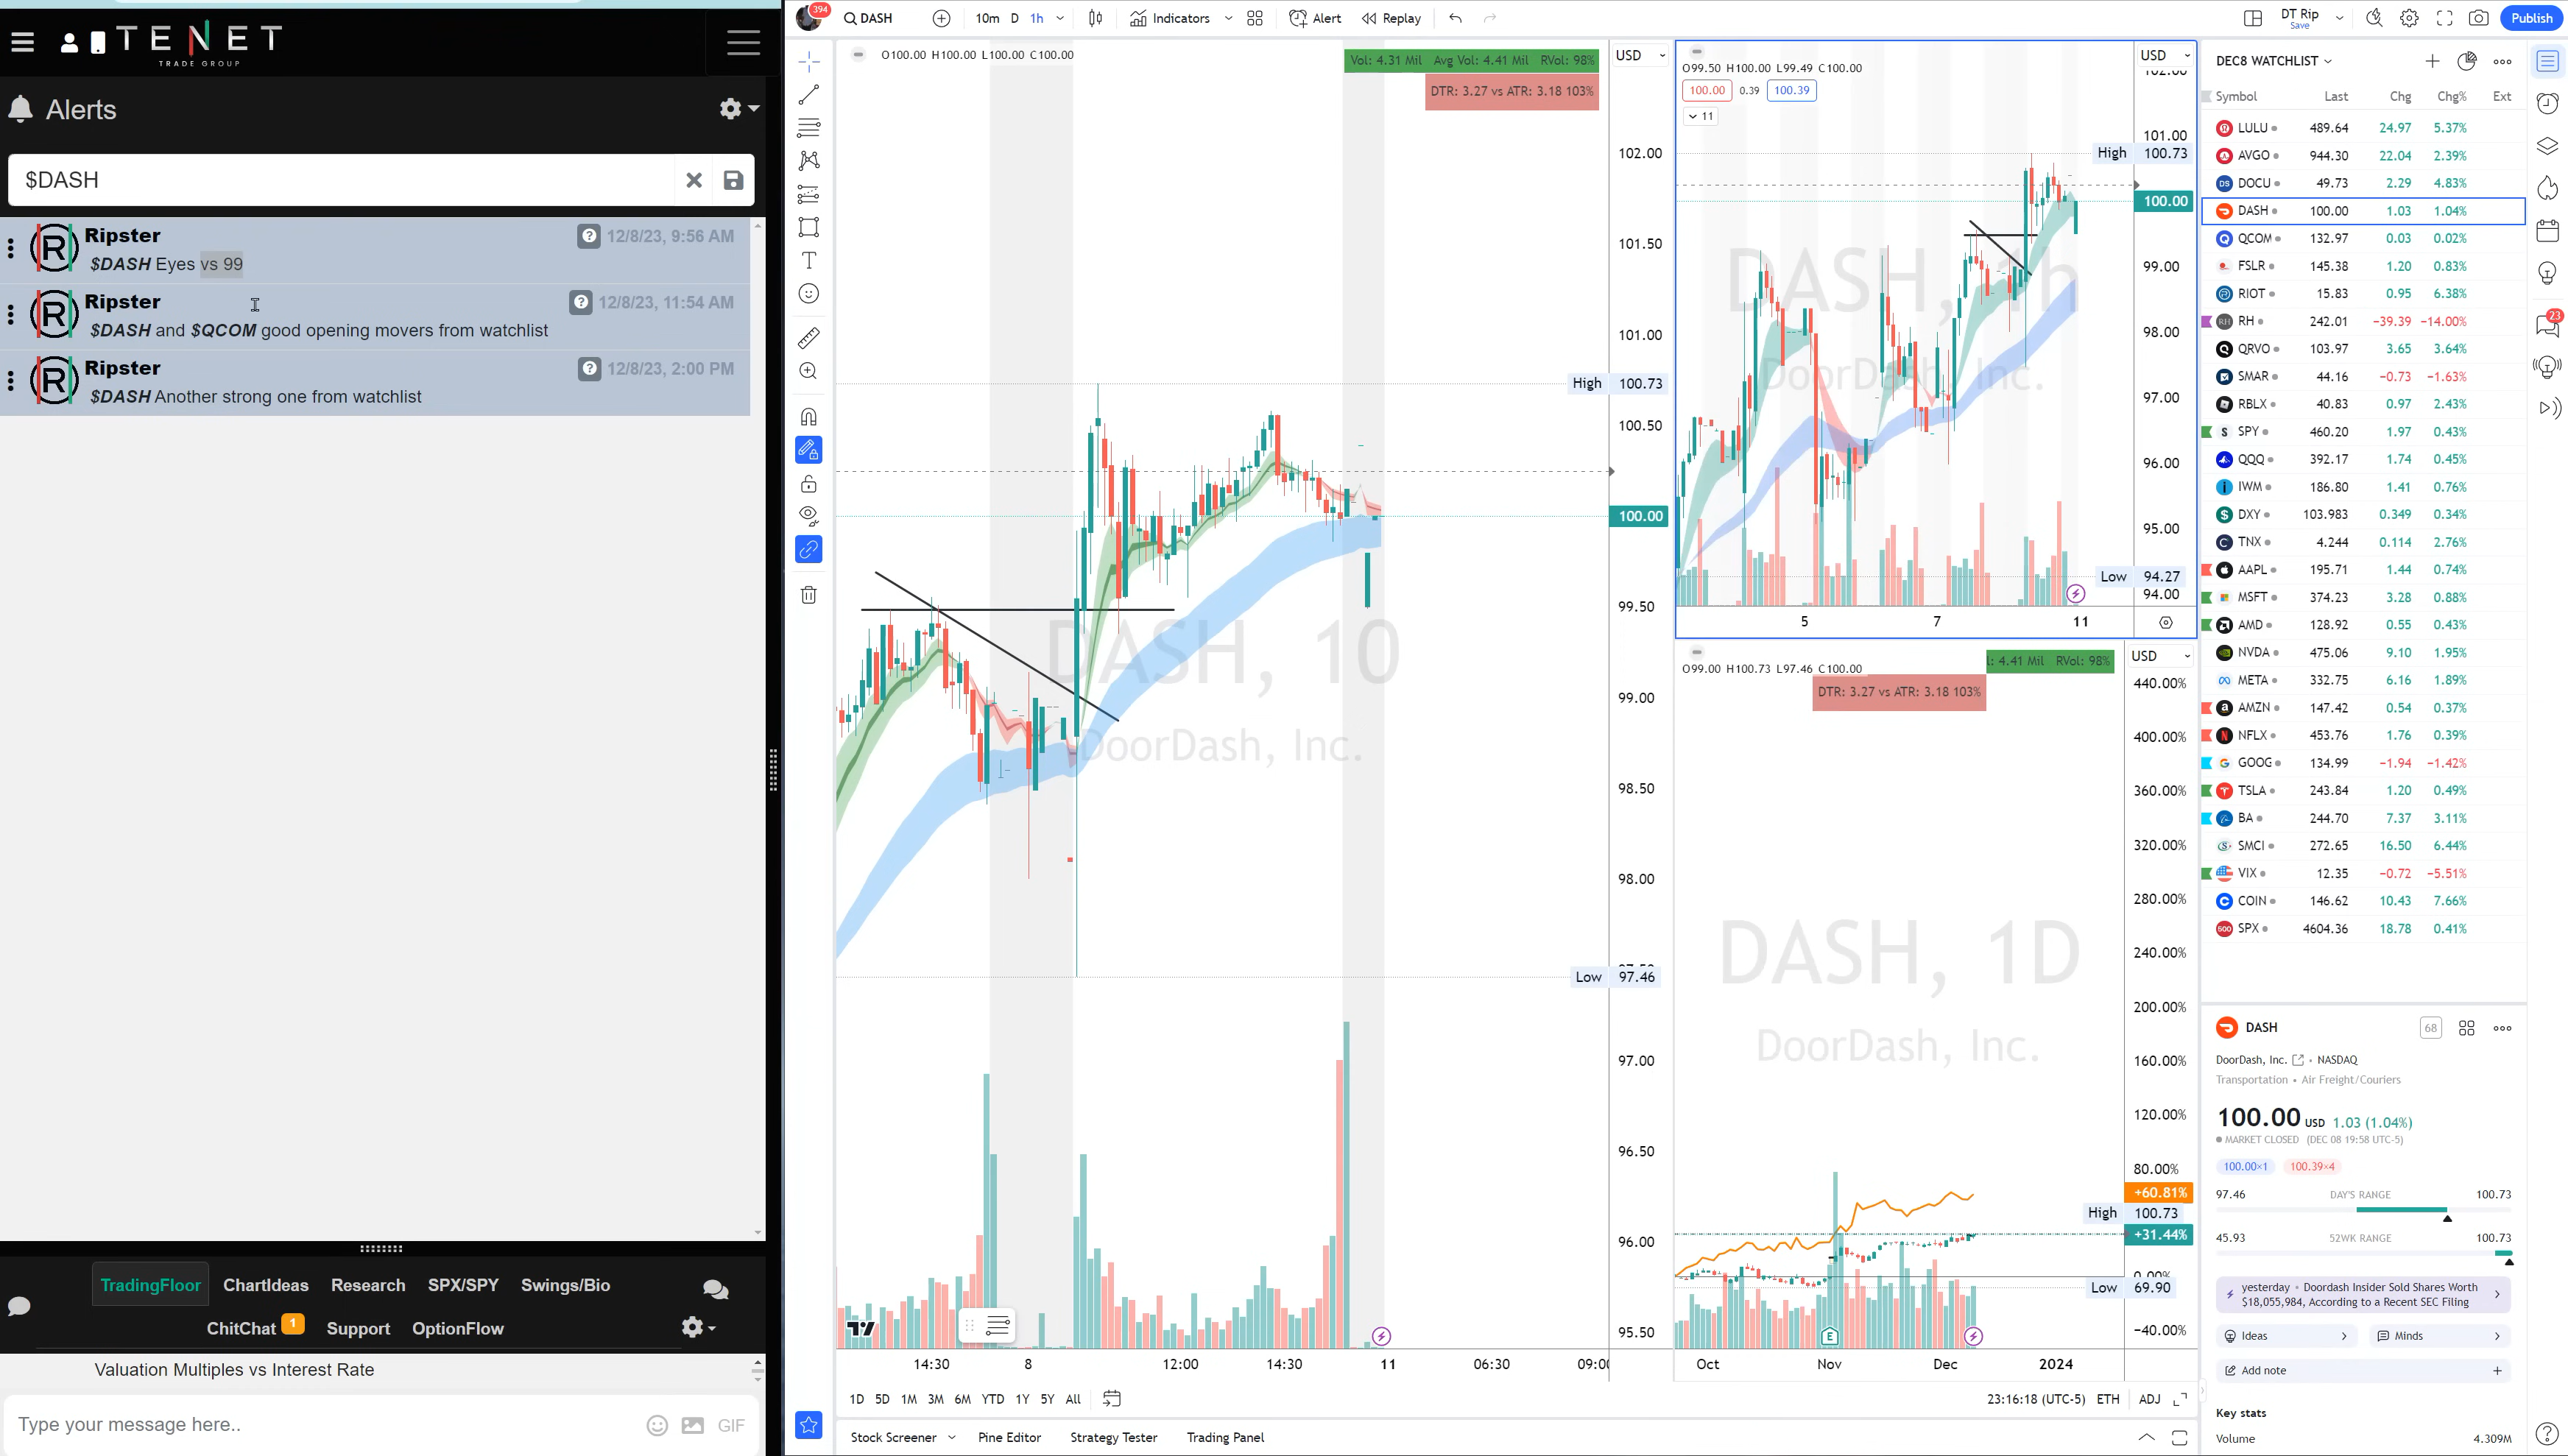 TENET
TRADE GROUP
Alerts
$DASH
Ripster
12/8/23, 9:56 AM
$DASH Eyes vs 99
Ripster
12/8/23, 11:54 AM
$DASH and $QCOM good opening movers from watchlist
Ripster
12/8/23, 2:00 PM
$DASH Another strong one from watchlist
TradingFloor ChartIdeas Research SPX/SPY Swings/Bio
ChitChat 1 Support OptionFlow
Valuation Multiples vs Interest Rate
Type your message here..
GIF
394
DASH
10m D 1h
Indicators
Alert
Replay
DT Rip
Save
Publish
O100.00 H100.00 L100.00 C100.00
Vol: 4.31 Mil Avg Vol: 4.41 Mil RVol: 98%
DTR: 3.27 vs ATR: 3.18 103%
USD
102.00
101.50
101.00
High 100.73
100.50
100.00
99.50
99.00
98.50
98.00
Low 97.46
97.00
96.50
96.00
95.50
DASH, 10
DoorDash, Inc.
14:30 8 12:00 14:30 11 06:30
1D 5D 1M 3M 6M YTD 1Y 5Y All
23:16:18 (UTC-5) ETH ADJ
Stock Screener Pine Editor Strategy Tester Trading Panel
O99.50 H100.00 L99.49 C100.00
100.00 0.39 100.39
11
USD
101.00
High 100.73
100.00
99.00
98.00
97.00
96.00
95.00
Low 94.27
94.00
DASH, 1h
DoorDash, Inc.
5 7 11
O99.00 H100.73 L97.46 C100.00
l: 4.41 Mil RVol: 98%
DTR: 3.27 vs ATR: 3.18 103%
USD
440.00%
400.00%
360.00%
320.00%
280.00%
240.00%
200.00%
160.00%
120.00%
80.00%
+60.81%
High 100.73
+31.44%
0.00%
Low 69.90
−40.00%
DASH, 1D
DoorDash, Inc.
E
Oct Nov Dec 2024
DEC8 WATCHLIST
Symbol Last Chg Chg% Ext
LULU 489.64 24.97 5.37%
AVGO 944.30 22.04 2.39%
DOCU 49.73 2.29 4.83%
DASH 100.00 1.03 1.04%
QCOM 132.97 0.03 0.02%
FSLR 145.38 1.20 0.83%
RIOT 15.83 0.95 6.38%
RH 242.01 −39.39 −14.00%
QRVO 103.97 3.65 3.64%
SMAR 44.16 −0.73 −1.63%
RBLX 40.83 0.97 2.43%
SPY 460.20 1.97 0.43%
QQQ 392.17 1.74 0.45%
IWM 186.80 1.41 0.76%
DXY 103.983 0.349 0.34%
TNX 4.244 0.114 2.76%
AAPL 195.71 1.44 0.74%
MSFT 374.23 3.28 0.88%
AMD 128.92 0.55 0.43%
NVDA 475.06 9.10 1.95%
META 332.75 6.16 1.89%
AMZN 147.42 0.54 0.37%
NFLX 453.76 1.76 0.39%
GOOG 134.99 −1.94 −1.42%
TSLA 243.84 1.20 0.49%
BA 244.70 7.37 3.11%
SMCI 272.65 16.50 6.44%
VIX 12.35 −0.72 −5.51%
COIN 146.62 10.43 7.66%
SPX 4604.36 18.78 0.41%
23
DASH
68
DoorDash, Inc. • NASDAQ
Transportation • Air Freight/Couriers
100.00 USD 1.03 (1.04%)
MARKET CLOSED (DEC 08 19:58 UTC-5)
100.00×1 100.39×4
97.46 DAY'S RANGE 100.73
45.93 52WK RANGE 100.73
yesterday • Doordash Insider Sold Shares Worth
$18,055,984, According to a Recent SEC Filing
Ideas
Minds
Add note
Key stats
Volume 4.309M